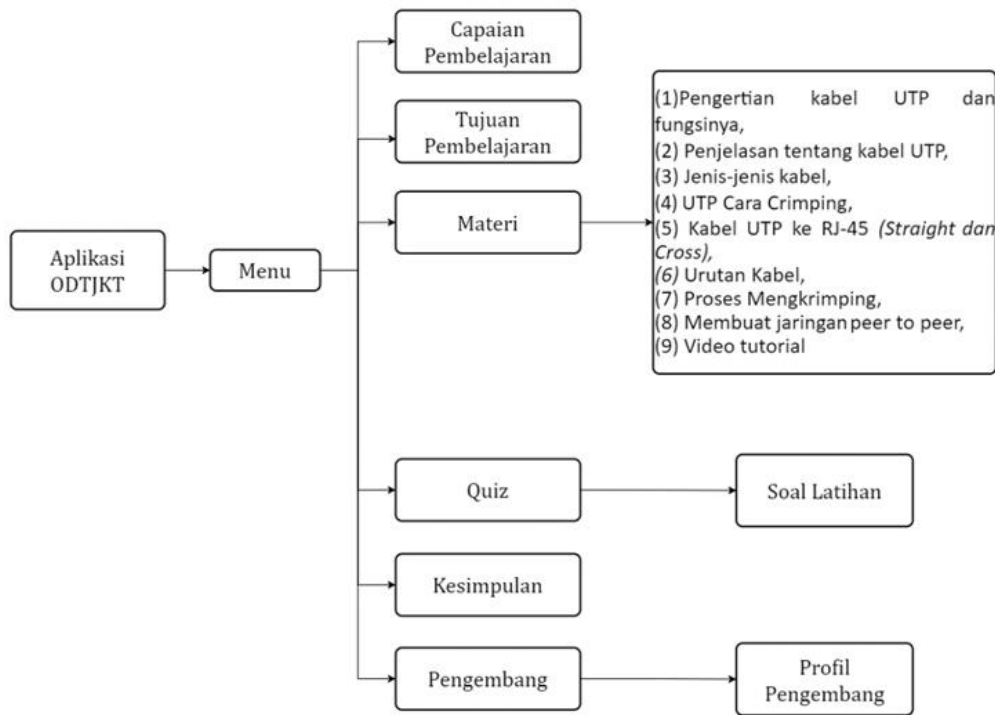 Capaian
Pembelajaran
Tujuan
Pembelajaran
Materi
(1)Pengertian kabel UTP dan
fungsinya,
(2) Penjelasan tentang kabel UTP,
(3) Jenis-jenis kabel,
(4) UTP Cara Crimping,
(5) Kabel UTP ke RJ-45 (Straight dan
Cross),
(6) Urutan Kabel,
(7) Proses Mengkrimping,
(8) Membuat jaringan peer to peer,
(9) Video tutorial
Aplikasi
ODTJKT
Menu
Quiz
Soal Latihan
Kesimpulan
Pengembang
Profil
Pengembang